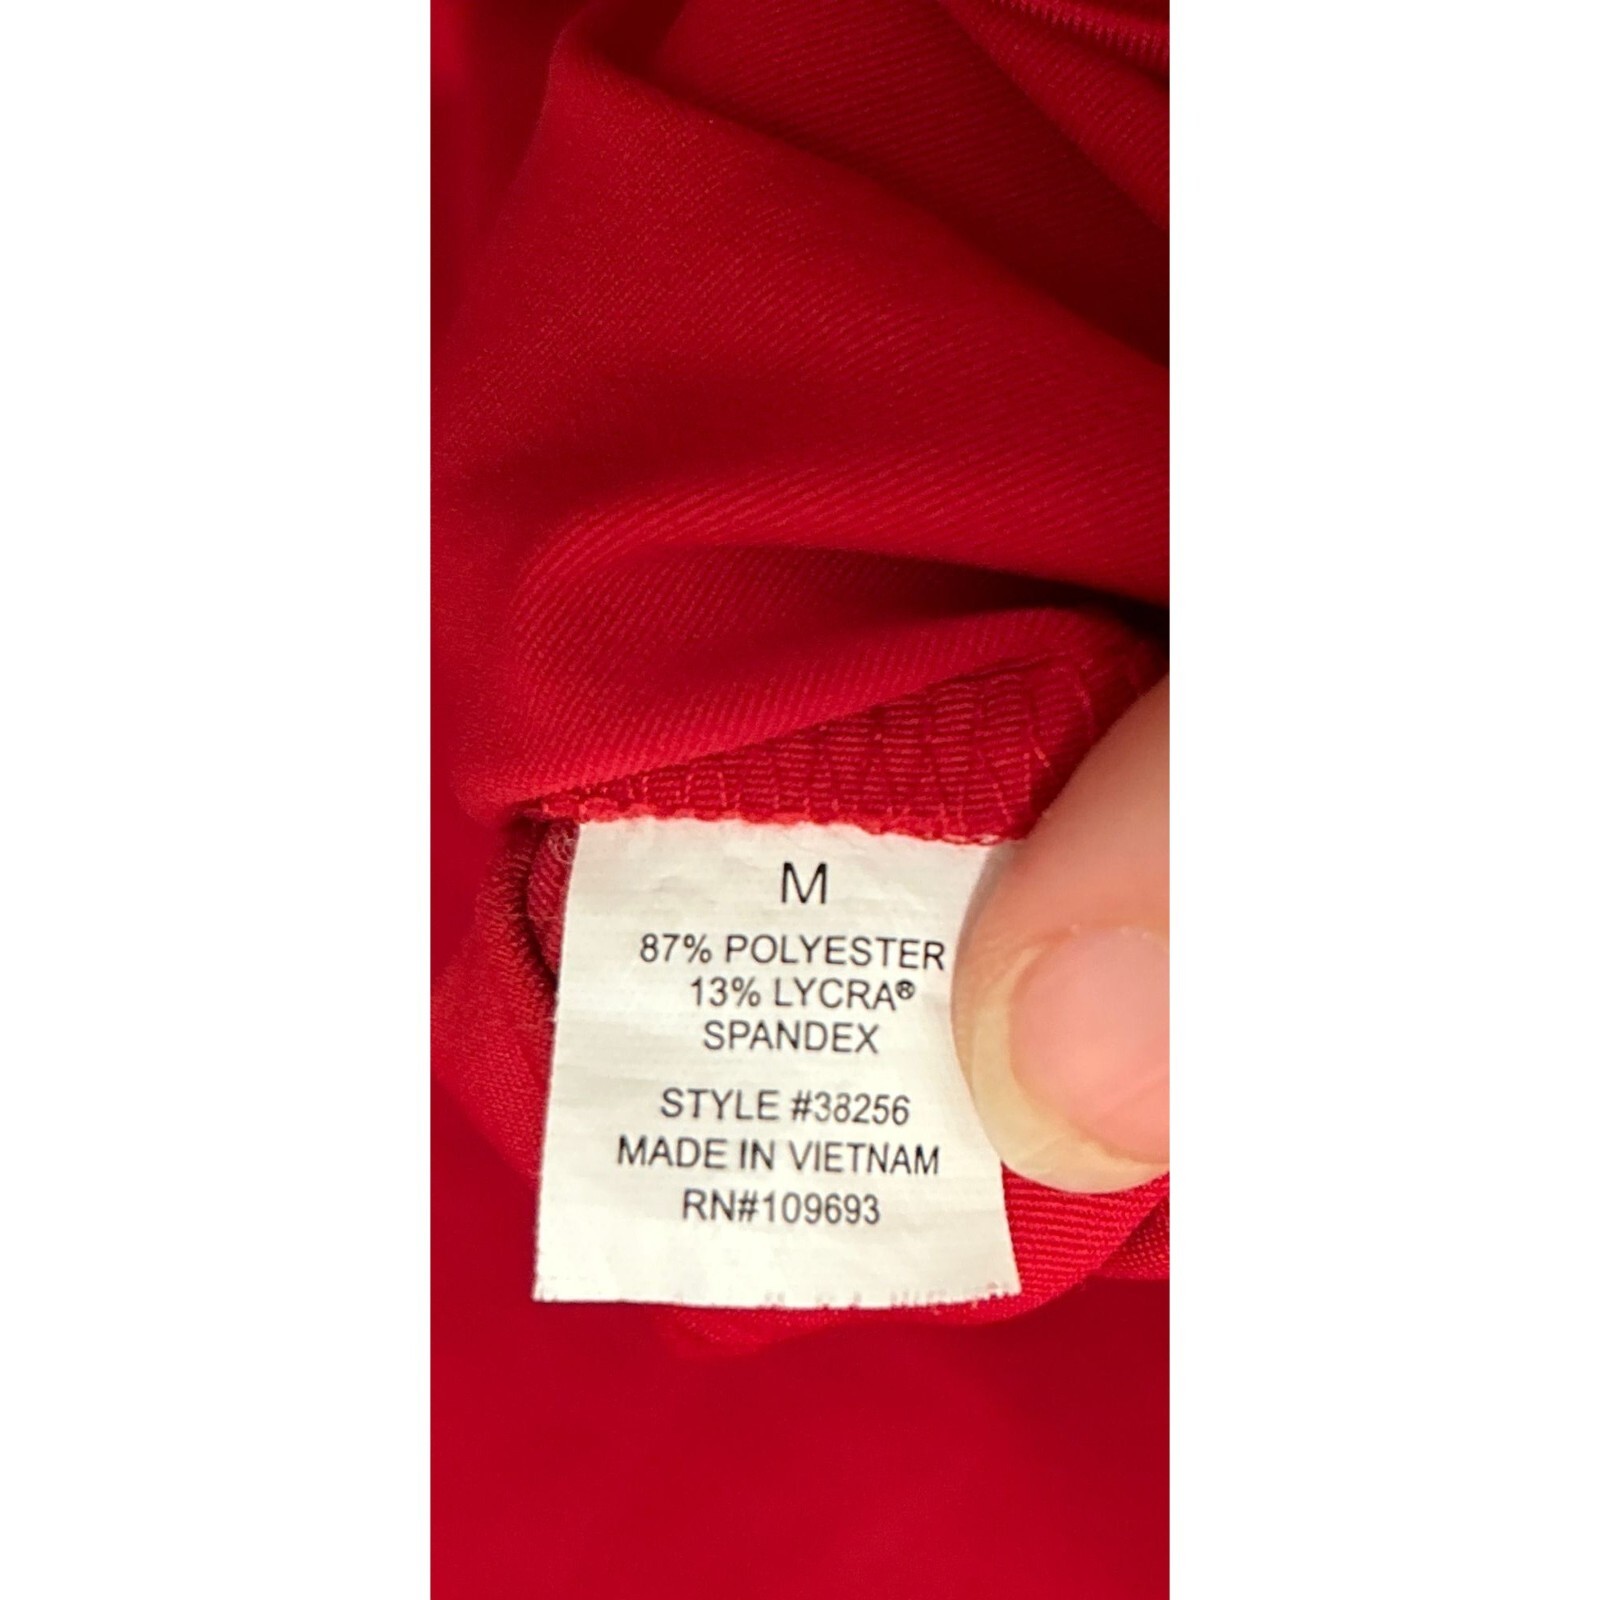 M
87% POLYESTER
13% LYCRA®
SPANDEX
STYLE #38256
MADE IN VIETNAM
RN#109693